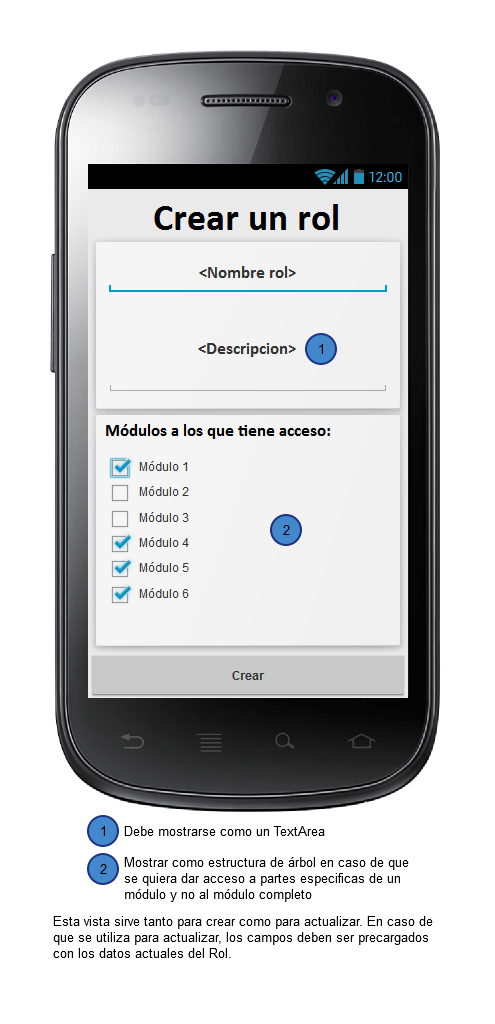 12:00
Crear un rol
<Nombre rol>
<Descripcion> 1
Módulos a los que tiene acceso:
Módulo 1
Módulo 2
Módulo 3
2
Módulo 4
Módulo 5
Módulo 6
Crear
1 Debe mostrarse como un TextArea
2 Mostrar como estructura de árbol en caso de que
se quiera dar acceso a partes especificas de un
módulo y no al módulo completo
Esta vista sirve tanto para crear como para actualizar. En caso de
que se utiliza para actualizar, los campos deben ser precargados
con los datos actuales del Rol.